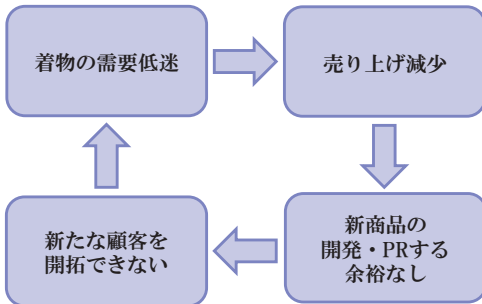 着物の需要低迷
売り上げ減少
新商品の
開発・PRする
余裕なし
新たな顧客を
開拓できない